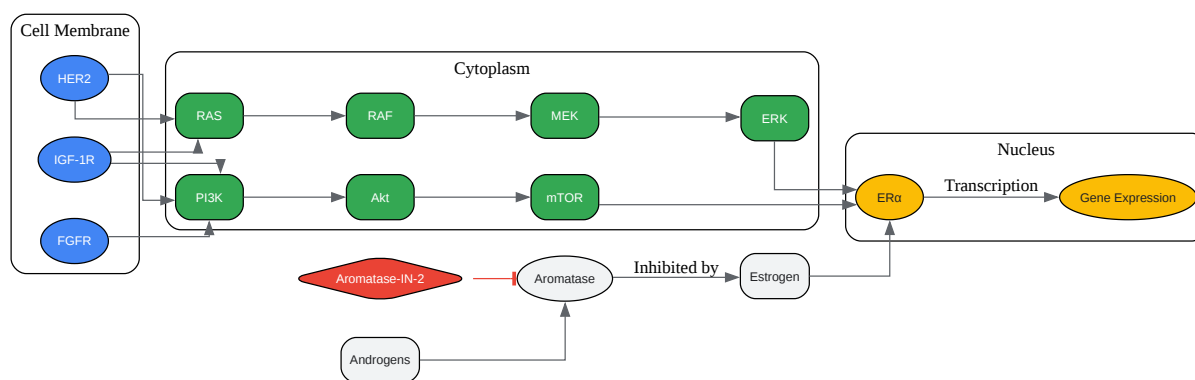 Cell Membrane
HER2
IGF-1R
FGFR
Cytoplasm
RAS
RAF
MEK
ERK
PI3K
Akt
mTOR
Nucleus
ERα
Transcription
Gene Expression
Aromatase-IN-2
Aromatase
Inhibited by
Estrogen
Androgens